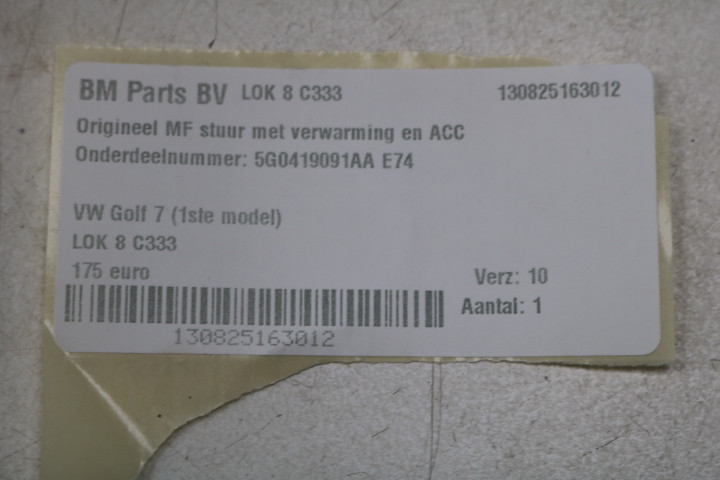 BM Parts BV LOK 8 C333 130825163012
Origineel MF stuur met verwarming en ACC
Onderdeelnummer: 5G0419091AA E74
VW Golf 7 (1ste model)
LOK 8 C333
175 euro Verz: 10
Aantal: 1
130825163012